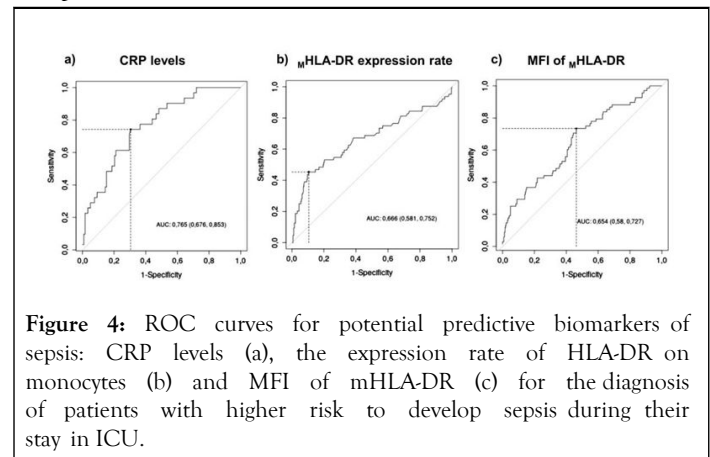 a) CRP levels b) MHLA-DR expression rate c) MFI of MHLA-DR
Sensitivity
0,0 0,2 0,4 0,6 0,8 1,0
AUC: 0,765 (0,676, 0,853)
0,0 0,2 0,4 0,6 0,8 1,0
1-Specificity
Sensitivity
0,0 0,2 0,4 0,6 0,8 1,0
AUC: 0,666 (0,581, 0,752)
0,0 0,2 0,4 0,6 0,8 1,0
1-Specificity
Sensitivity
0,0 0,2 0,4 0,6 0,8 1,0
AUC: 0,654 (0,58, 0,727)
0,0 0,2 0,4 0,6 0,8 1,0
1-Specificity
Figure 4: ROC curves for potential predictive biomarkers of
sepsis: CRP levels (a), the expression rate of HLA-DR on
monocytes (b) and MFI of mHLA-DR (c) for the diagnosis
of patients with higher risk to develop sepsis during their
stay in ICU.